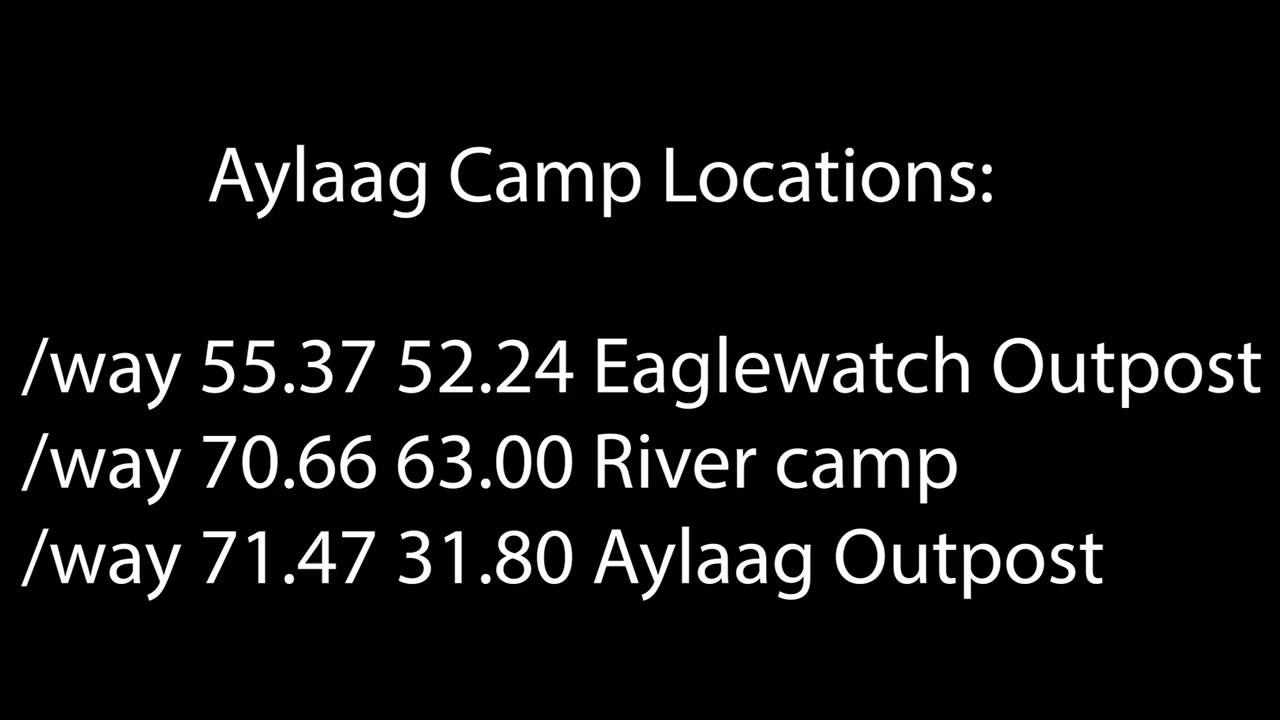 Aylaag Camp Locations:
/way 55.37 52.24 Eaglewatch Outpost
/way 70.66 63.00 River camp
/way 71.47 31.80 Aylaag Outpost